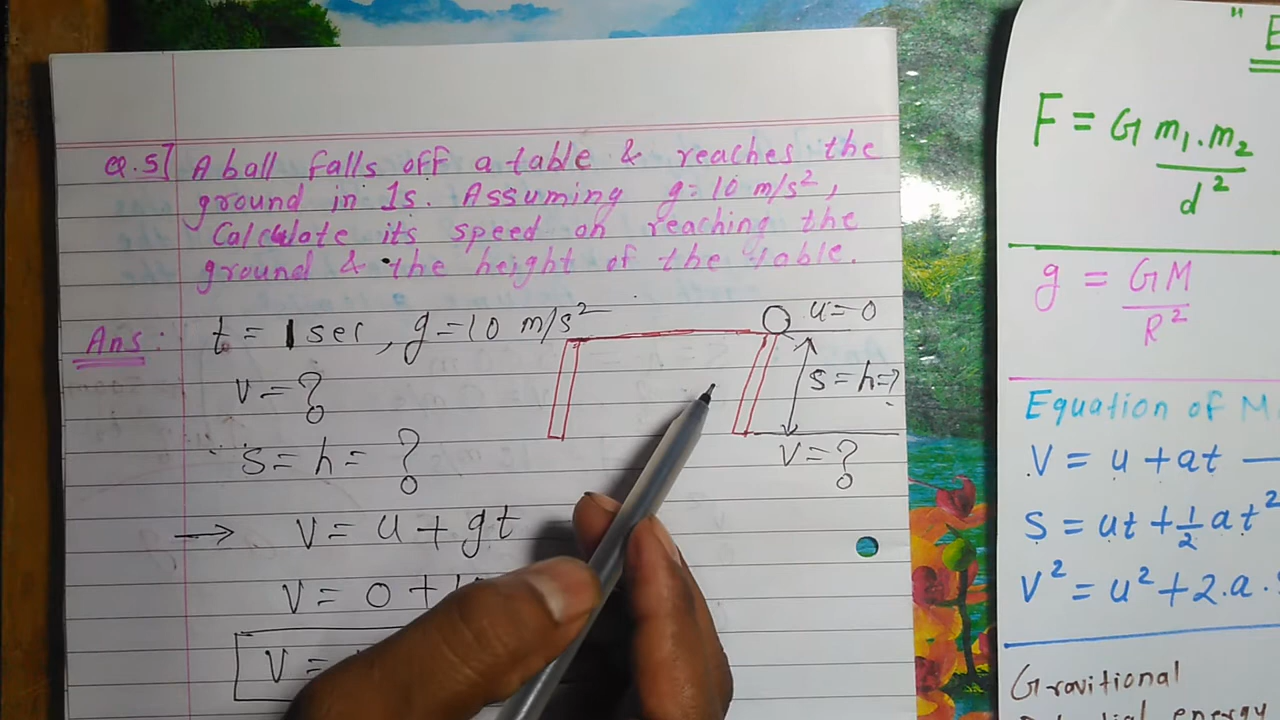 Q.5] A ball falls off a table & reaches the
ground in 1s. Assuming g=10 m/s²,
Calculate its speed on reaching the
ground & the height of the table.
Ans: t = 1 sec, g=10 m/s²
u=0
v = ?
s=h=?
s = h = ?
v=?
→ v = u + gt
v = 0 +
v =
"E
F = G m₁.m₂ / d²
g = GM / R²
Equation of M
v = u + at —
s = ut + 1/2 at²
v² = u² + 2.a.
Gravitional
energy